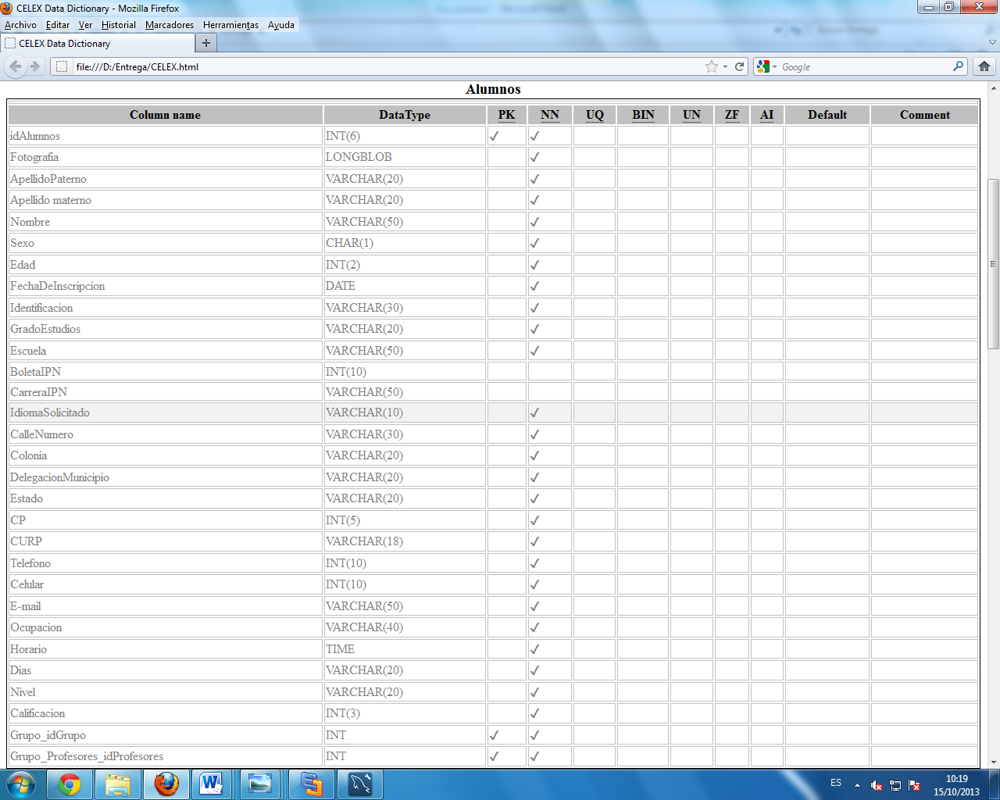 CELEX Data Dictionary - Mozilla Firefox
Archivo Editar Ver Historial Marcadores Herramientas Ayuda
CELEX Data Dictionary
file:///D:/Entrega/CELEX.html Google
Alumnos
Column name DataType PK NN UQ BIN UN ZF AI Default Comment
idAlumnos INT(6) ✓ ✓
Fotografia LONGBLOB ✓
ApellidoPaterno VARCHAR(20) ✓
Apellido materno VARCHAR(20) ✓
Nombre VARCHAR(50) ✓
Sexo CHAR(1) ✓
Edad INT(2) ✓
FechaDeInscripcion DATE ✓
Identificacion VARCHAR(30) ✓
GradoEstudios VARCHAR(20) ✓
Escuela VARCHAR(50) ✓
BoletaIPN INT(10)
CarreraIPN VARCHAR(50)
IdiomaSolicitado VARCHAR(10) ✓
CalleNumero VARCHAR(30) ✓
Colonia VARCHAR(20) ✓
DelegacionMunicipio VARCHAR(20) ✓
Estado VARCHAR(20) ✓
CP INT(5) ✓
CURP VARCHAR(18) ✓
Telefono INT(10) ✓
Celular INT(10) ✓
E-mail VARCHAR(50) ✓
Ocupacion VARCHAR(40) ✓
Horario TIME ✓
Dias VARCHAR(20) ✓
Nivel VARCHAR(20) ✓
Calificacion INT(3) ✓
Grupo_idGrupo INT ✓ ✓
Grupo_Profesores_idProfesores INT ✓ ✓
ES 10:19
15/10/2013